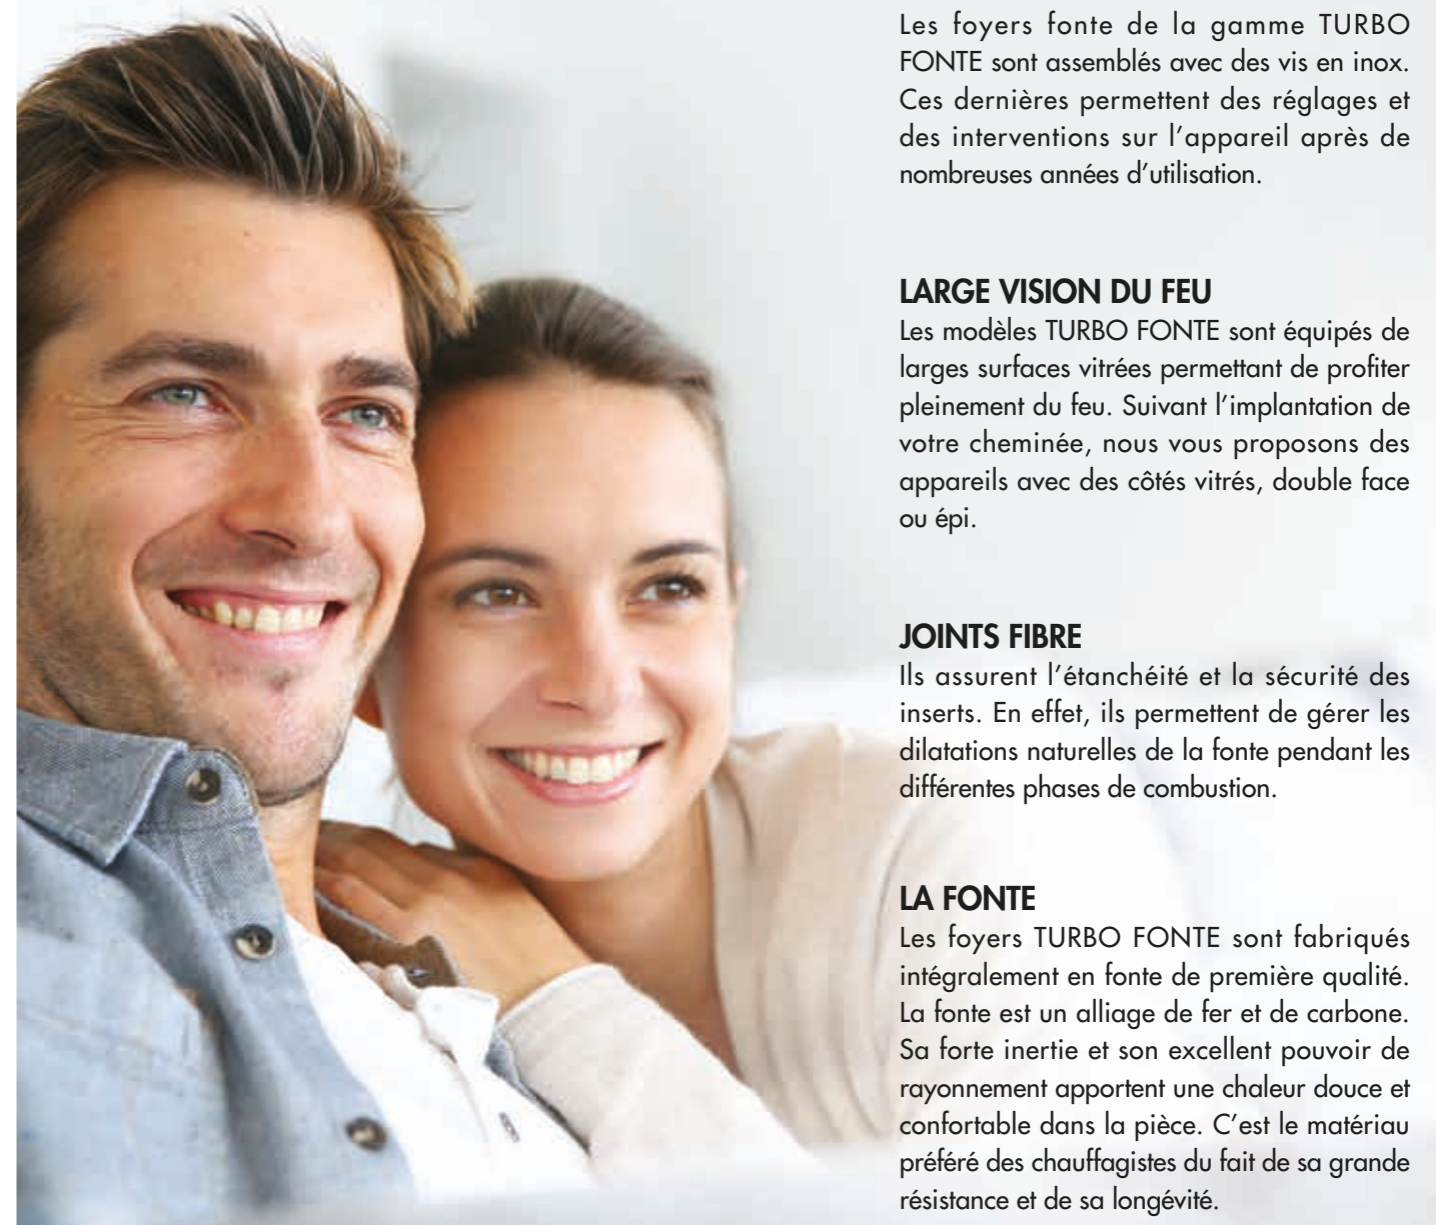 Les foyers fonte de la gamme TURBO
FONTE sont assemblés avec des vis en inox.
Ces dernières permettent des réglages et
des interventions sur l'appareil après de
nombreuses années d'utilisation.
LARGE VISION DU FEU
Les modèles TURBO FONTE sont équipés de
larges surfaces vitrées permettant de profiter
pleinement du feu. Suivant l'implantation de
votre cheminée, nous vous proposons des
appareils avec des côtés vitrés, double face
ou épi.
JOINTS FIBRE
Ils assurent l'étanchéité et la sécurité des
inserts. En effet, ils permettent de gérer les
dilatations naturelles de la fonte pendant les
différentes phases de combustion.
LA FONTE
Les foyers TURBO FONTE sont fabriqués
intégralement en fonte de première qualité.
La fonte est un alliage de fer et de carbone.
Sa forte inertie et son excellent pouvoir de
rayonnement apportent une chaleur douce et
confortable dans la pièce. C'est le matériau
préféré des chauffagistes du fait de sa grande
résistance et de sa longévité.